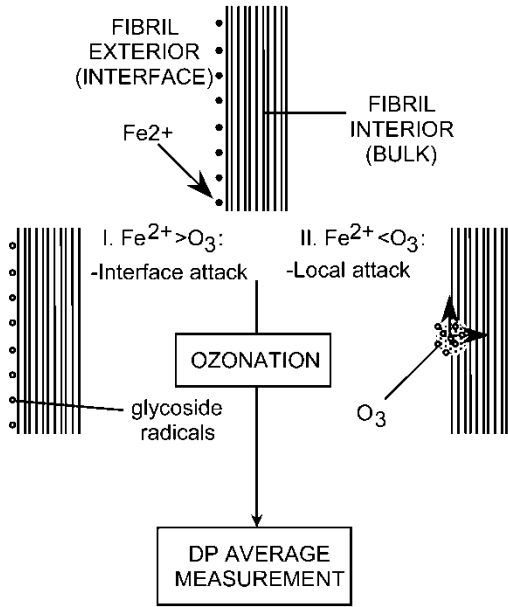 FIBRIL
EXTERIOR
(INTERFACE)
Fe2+
FIBRIL
INTERIOR
(BULK)
I. Fe²⁺>O₃:
-Interface attack
II. Fe²⁺<O₃:
-Local attack
OZONATION
glycoside
radicals
O₃
DP AVERAGE
MEASUREMENT